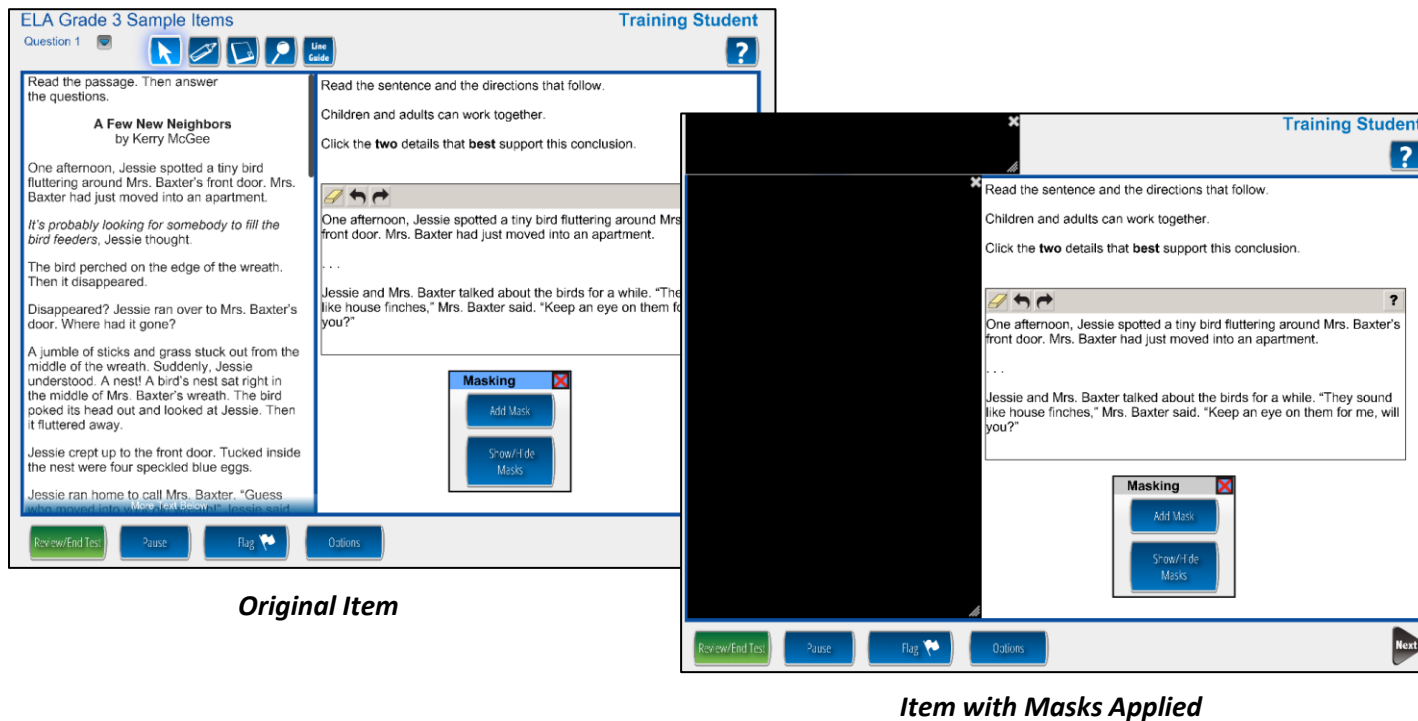 ELA Grade 3 Sample Items
Training Student
Question 1
Line
Guide
?
Read the passage. Then answer
the questions.
A Few New Neighbors
by Kerry McGee
One afternoon, Jessie spotted a tiny bird
fluttering around Mrs. Baxter's front door. Mrs.
Baxter had just moved into an apartment.
It's probably looking for somebody to fill the
bird feeders, Jessie thought.
The bird perched on the edge of the wreath.
Then it disappeared.
Disappeared? Jessie ran over to Mrs. Baxter's
door. Where had it gone?
A jumble of sticks and grass stuck out from the
middle of the wreath. Suddenly, Jessie
understood. A nest! A bird's nest sat right in
the middle of Mrs. Baxter's wreath. The bird
poked its head out and looked at Jessie. Then
it fluttered away.
Jessie crept up to the front door. Tucked inside
the nest were four speckled blue eggs.
Jessie ran home to call Mrs. Baxter. “Guess
who moved into Jessie said
More Text Below
Read the sentence and the directions that follow.
Children and adults can work together.
Click the two details that best support this conclusion.
One afternoon, Jessie spotted a tiny bird fluttering around Mrs
front door. Mrs. Baxter had just moved into an apartment.
. . .
Jessie and Mrs. Baxter talked about the birds for a while. “The
like house finches,” Mrs. Baxter said. “Keep an eye on them fo
you?”
Masking
Add Mask
Show/Hide
Masks
Review/End Test
Pause
Flag
Options
Original Item
Training Student
?
Read the sentence and the directions that follow.
Children and adults can work together.
Click the two details that best support this conclusion.
?
One afternoon, Jessie spotted a tiny bird fluttering around Mrs. Baxter's
front door. Mrs. Baxter had just moved into an apartment.
. . .
Jessie and Mrs. Baxter talked about the birds for a while. “They sound
like house finches,” Mrs. Baxter said. “Keep an eye on them for me, will
you?”
Masking
Add Mask
Show/Hide
Masks
Review/End Test
Pause
Flag
Options
Next
Item with Masks Applied